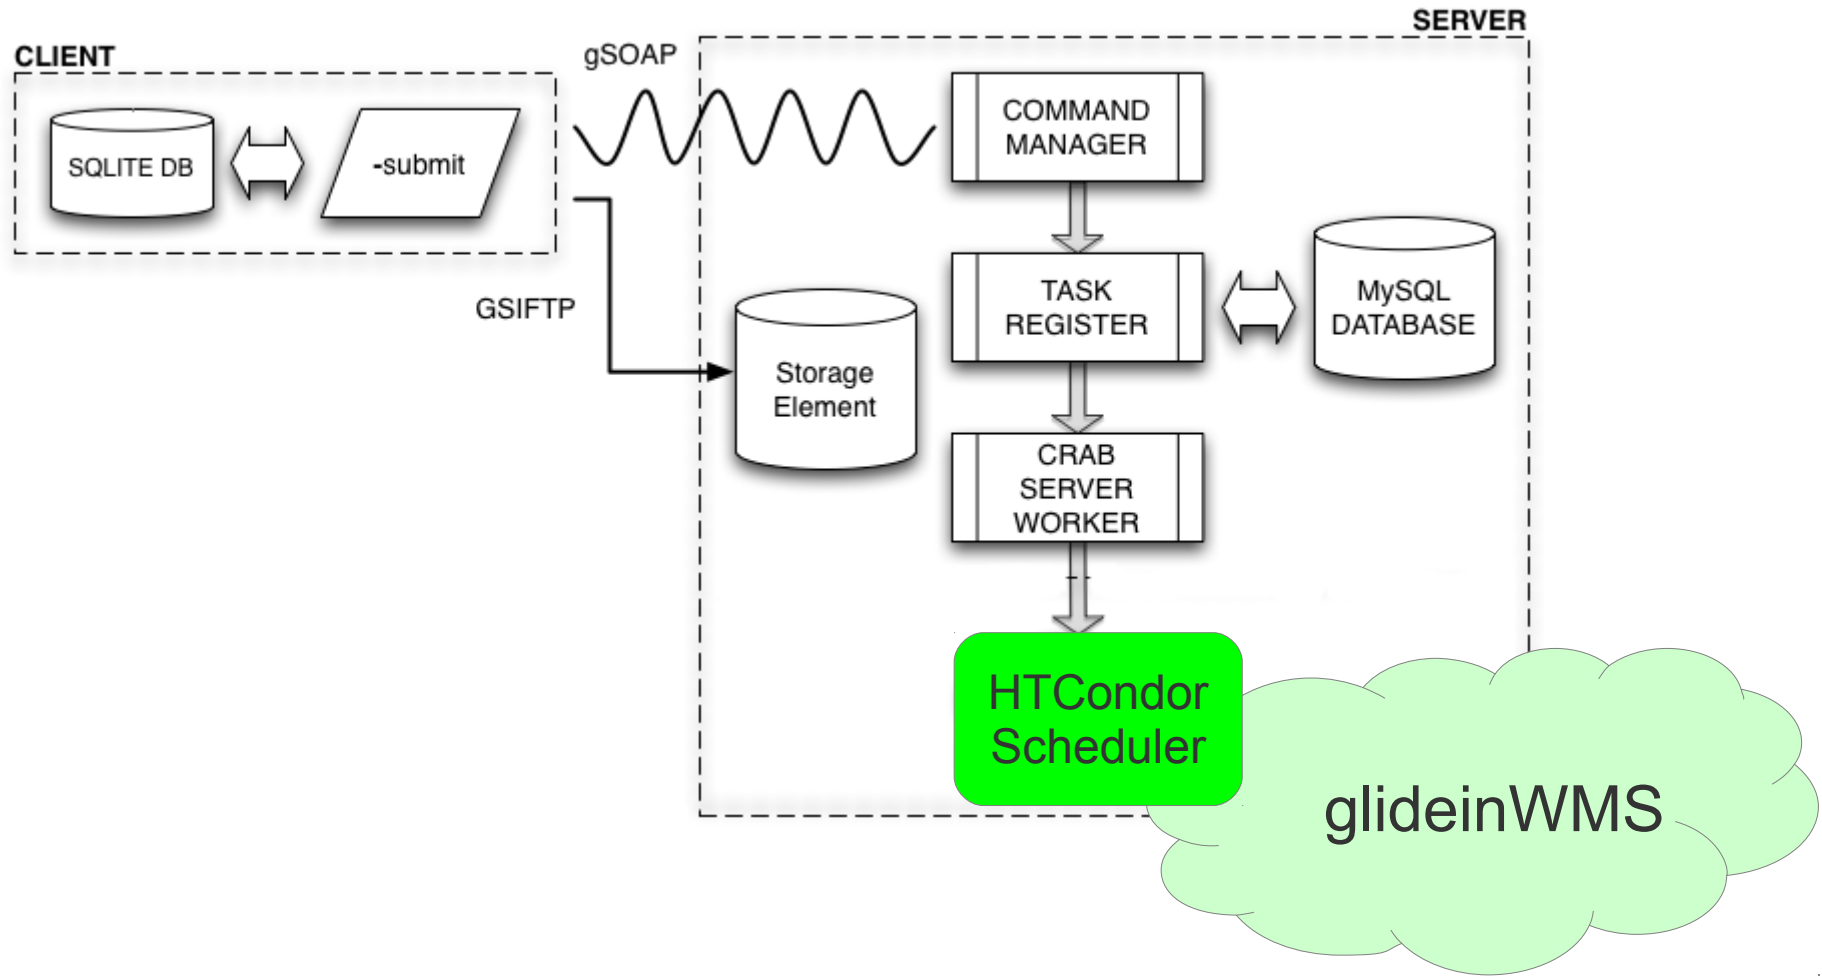 SERVER
CLIENT
gSOAP
COMMAND
MANAGER
SQLITE DB
-submit
GSIFTP
TASK
REGISTER
MySQL
DATABASE
Storage
Element
CRAB
SERVER
WORKER
HTCondor
Scheduler
glideinWMS